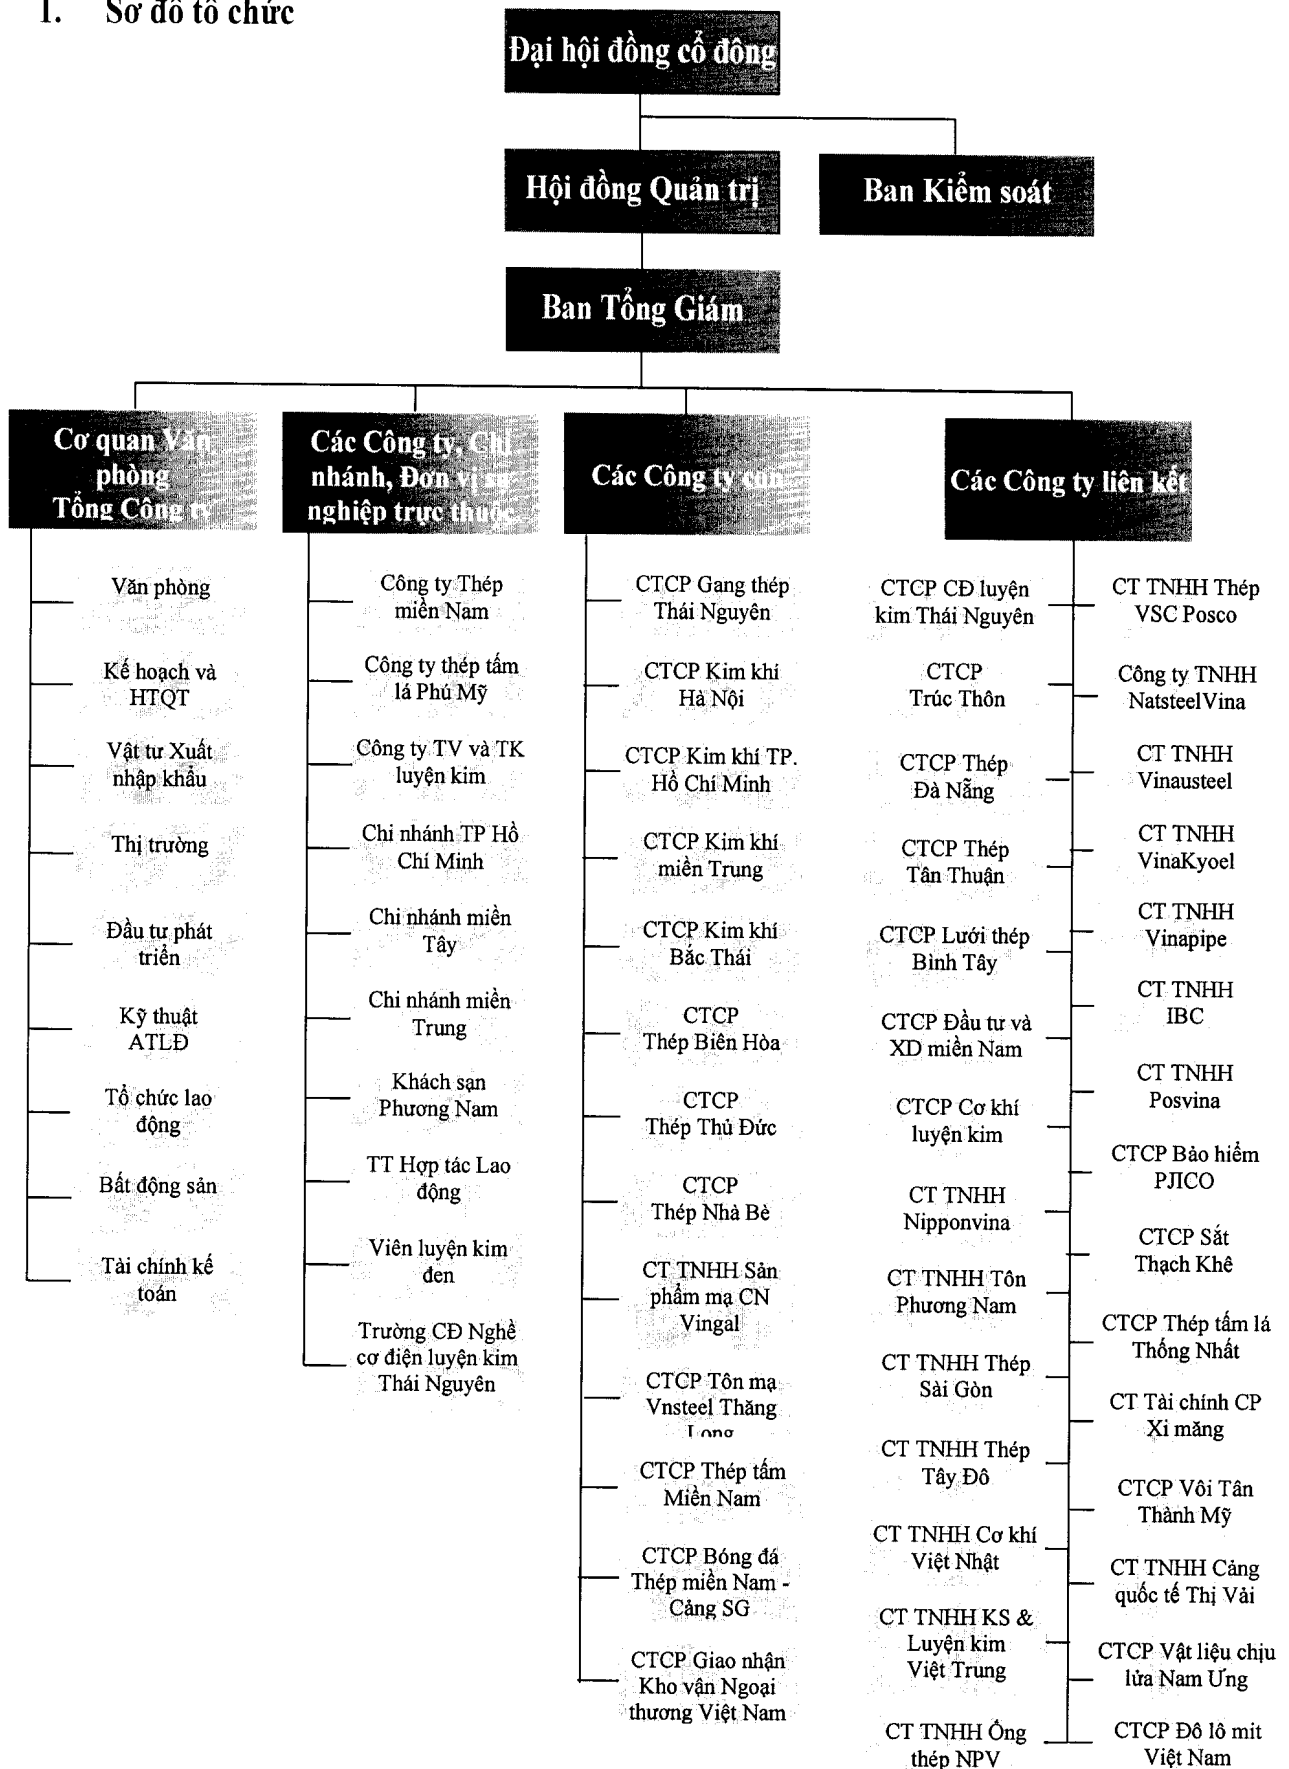 1. Sơ đồ tổ chức
Đại hội đồng cổ đông
Hội đồng Quản trị
Ban Kiểm soát
Ban Tổng Giám
Cơ quan Văn
phòng
Tổng Công ty
Các Công ty, Chi
nhánh, Đơn vị sự
nghiệp trực thuộc
Các Công ty con
Các Công ty liên kết
Văn phòng
Kế hoạch và
HTQT
Vật tư Xuất
nhập khẩu
Thị trường
Đầu tư phát
triển
Kỹ thuật
ATLĐ
Tổ chức lao
động
Bất động sản
Tài chính kế
toán
Công ty Thép
miền Nam
Công ty thép tấm
lá Phú Mỹ
Công ty TV và TK
luyện kim
Chi nhánh TP Hồ
Chí Minh
Chi nhánh miền
Tây
Chi nhánh miền
Trung
Khách sạn
Phương Nam
TT Hợp tác Lao
động
Viên luyện kim
đen
Trường CĐ Nghề
cơ điện luyện kim
Thái Nguyên
CTCP Gang thép
Thái Nguyên
CTCP Kim khí
Hà Nội
CTCP Kim khí TP.
Hồ Chí Minh
CTCP Kim khí
miền Trung
CTCP Kim khí
Bắc Thái
CTCP
Thép Biên Hòa
CTCP
Thép Thủ Đức
CTCP
Thép Nhà Bè
CT TNHH Sản
phẩm mạ CN
Vingal
CTCP Tôn mạ
Vnsteel Thăng
Long
CTCP Thép tấm
Miền Nam
CTCP Bóng đá
Thép miền Nam -
Cảng SG
CTCP Giao nhận
Kho vận Ngoại
thương Việt Nam
CTCP CĐ luyện
kim Thái Nguyên
CTCP
Trúc Thôn
CTCP Thép
Đà Nẵng
CTCP Thép
Tân Thuận
CTCP Lưới thép
Bình Tây
CTCP Đầu tư và
XD miền Nam
CTCP Cơ khí
luyện kim
CT TNHH
Nipponvina
CT TNHH Tôn
Phương Nam
CT TNHH Thép
Sài Gòn
CT TNHH Thép
Tây Đô
CT TNHH Cơ khí
Việt Nhật
CT TNHH KS &
Luyện kim
Việt Trung
CT TNHH Ống
thép NPV
CT TNHH Thép
VSC Posco
Công ty TNHH
NatsteelVina
CT TNHH
Vinausteel
CT TNHH
VinaKyoel
CT TNHH
Vinapipe
CT TNHH
IBC
CT TNHH
Posvina
CTCP Bảo hiểm
PJICO
CTCP Sắt
Thạch Khê
CTCP Thép tấm lá
Thống Nhất
CT Tài chính CP
Xi măng
CTCP Vôi Tân
Thành Mỹ
CT TNHH Cảng
quốc tế Thị Vải
CTCP Vật liệu chịu
lửa Nam Ưng
CTCP Đô lô mit
Việt Nam